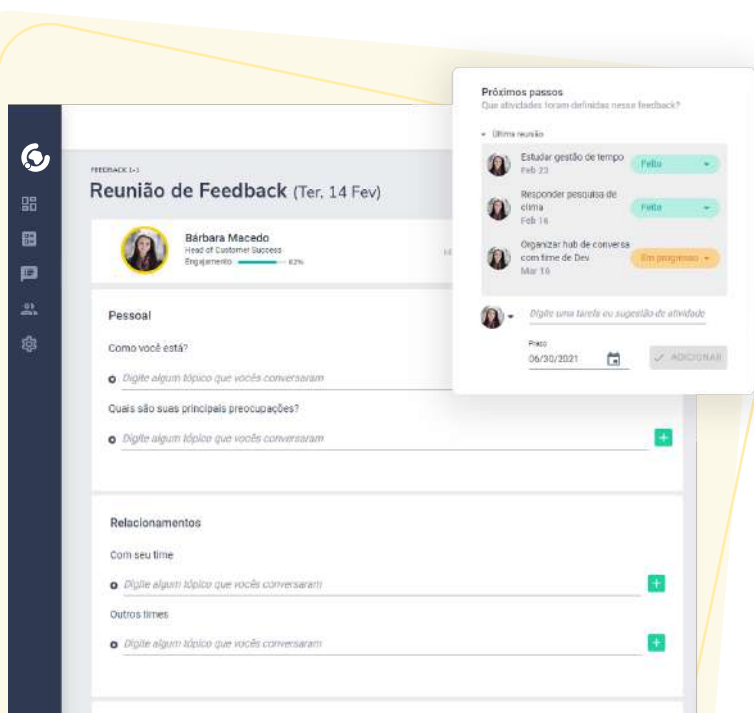 FEEDBACK 1-1
Reunião de Feedback (Ter, 14 Fev)
Bárbara Macedo
Head of Customer Success
Engajamento 62%
Pessoal
Como você está?
Digite algum tópico que vocês conversaram
Quais são suas principais preocupações?
Digite algum tópico que vocês conversaram
Relacionamentos
Com seu time
Digite algum tópico que vocês conversaram
Outros times
Digite algum tópico que vocês conversaram
Próximos passos
Que atividades foram definidas nesse feedback?
Última reunião
Estudar gestão de tempo
Feb 23
Feito
Responder pesquisa de
clima
Feb 16
Feito
Organizar hub de conversa
com time de Dev
Mar 16
Em progresso
Digite uma tarefa ou sugestão de atividade
06/30/2021
ADICIONAR